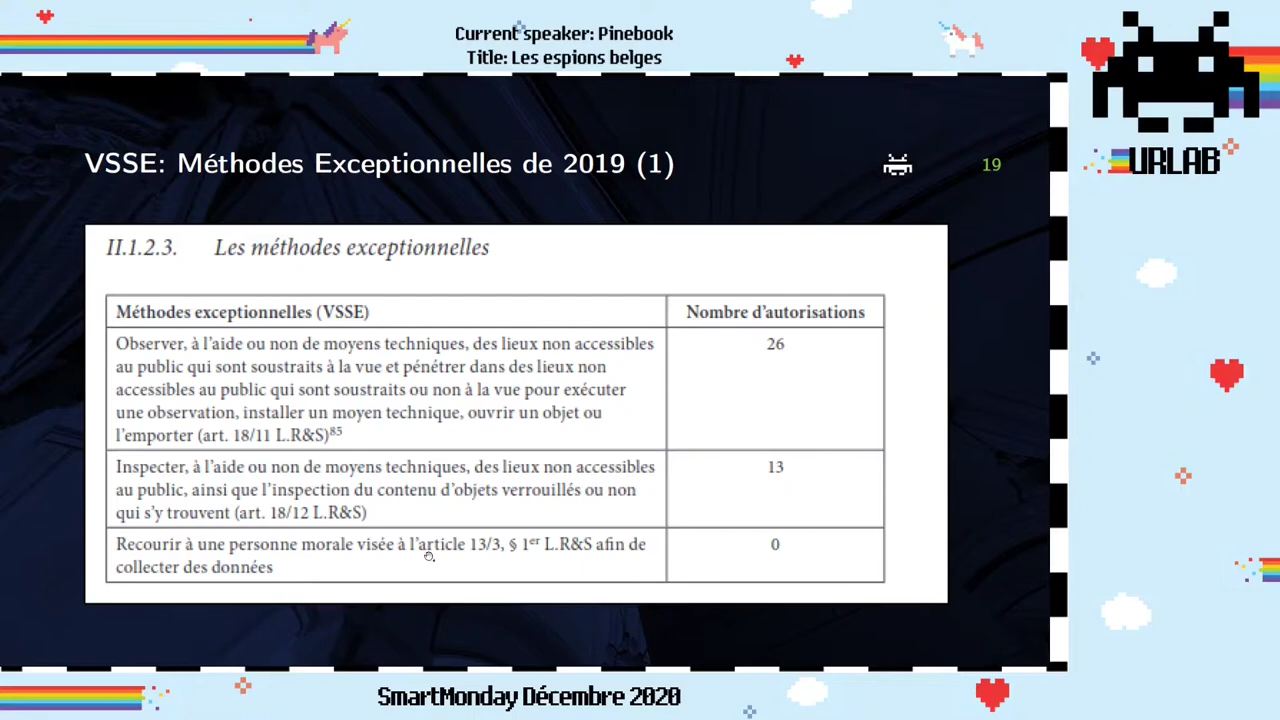 Current speaker: Pinebook
Title: Les espions belges
URLAB
VSSE: Méthodes Exceptionnelles de 2019 (1)
19
II.1.2.3. Les méthodes exceptionnelles
Méthodes exceptionnelles (VSSE)
Nombre d'autorisations
Observer, à l'aide ou non de moyens techniques, des lieux non accessibles
au public qui sont soustraits à la vue et pénétrer dans des lieux non
accessibles au public qui sont soustraits ou non à la vue pour exécuter
une observation, installer un moyen technique, ouvrir un objet ou
l'emporter (art. 18/11 L.R&S)⁸⁵
26
Inspecter, à l'aide ou non de moyens techniques, des lieux non accessibles
au public, ainsi que l'inspection du contenu d'objets verrouillés ou non
qui s'y trouvent (art. 18/12 L.R&S)
13
Recourir à une personne morale visée à l'article 13/3, § 1er L.R&S afin de
collecter des données
0
SmartMonday Décembre 2020